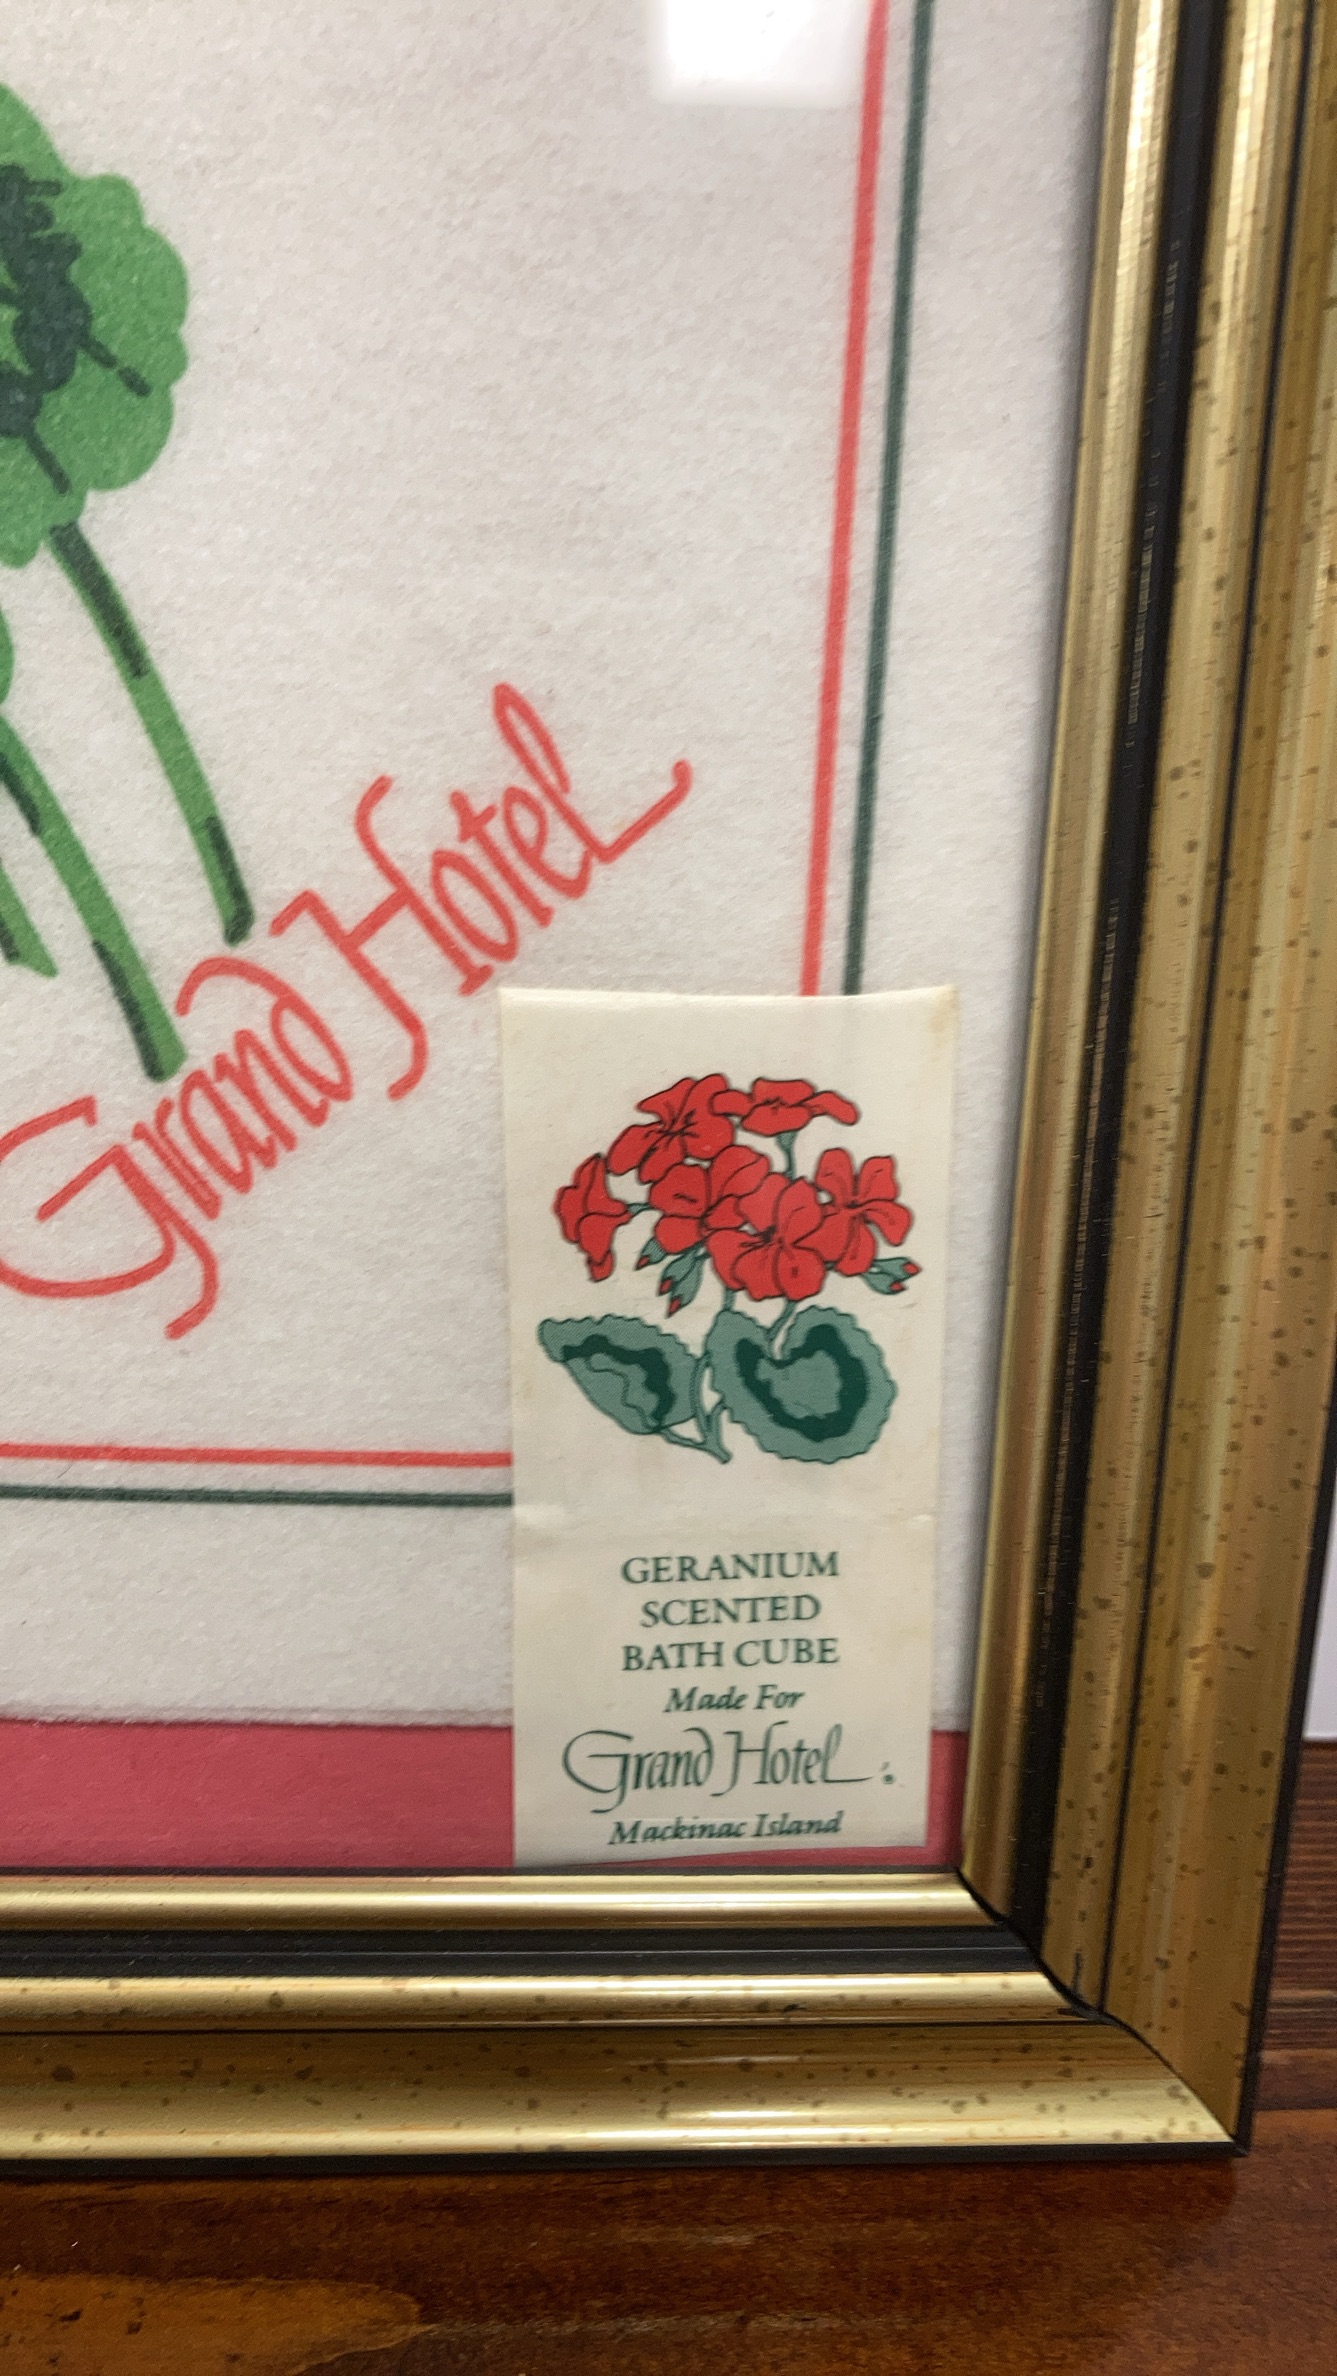 Grand Hotel
GERANIUM
SCENTED
BATH CUBE
Made For
Grand Hotel
Mackinac Island